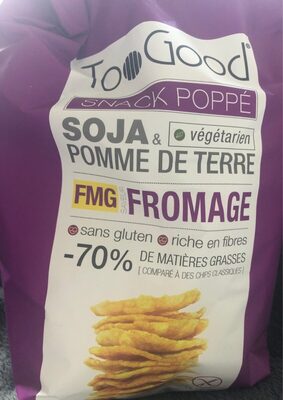 Too Good
SNACK POPPÉ
SOJA & végétarien
POMME DE TERRE
FMG SAVEUR FROMAGE
sans gluten riche en fibres
-70% DE MATIÈRES GRASSES
[ COMPARÉ À DES CHIPS CLASSIQUES ]